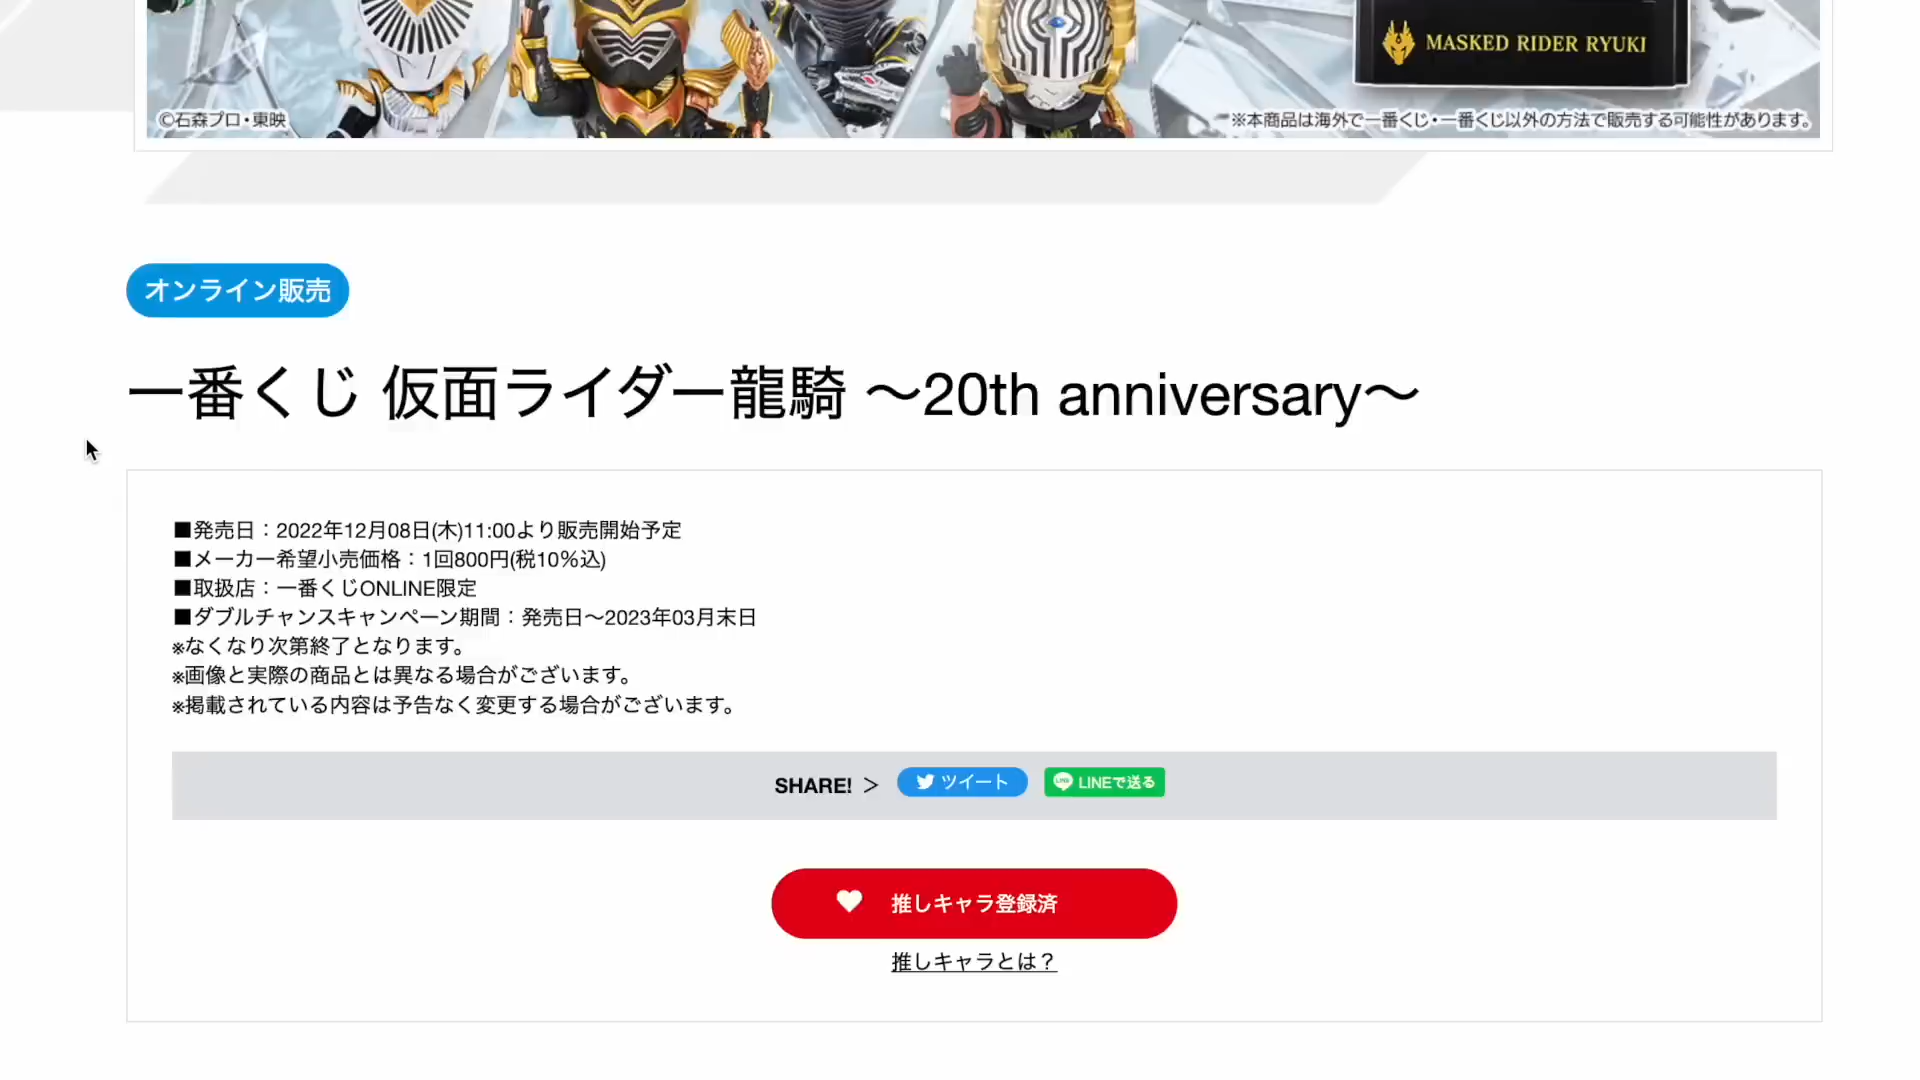 MASKED RIDER RYUKI
©石森プロ・東映
※本商品は海外で一番くじ・一番くじ以外の方法で販売する可能性があります。
オンライン販売
一番くじ 仮面ライダー龍騎 〜20th anniversary〜
■発売日：2022年12月08日(木)11:00より販売開始予定
■メーカー希望小売価格：1回800円(税10％込)
■取扱店：一番くじONLINE限定
■ダブルチャンスキャンペーン期間：発売日〜2023年03月末日
※なくなり次第終了となります。
※画像と実際の商品とは異なる場合がございます。
※掲載されている内容は予告なく変更する場合がございます。
SHARE! ＞ ツイート LINEで送る
推しキャラ登録済
推しキャラとは？